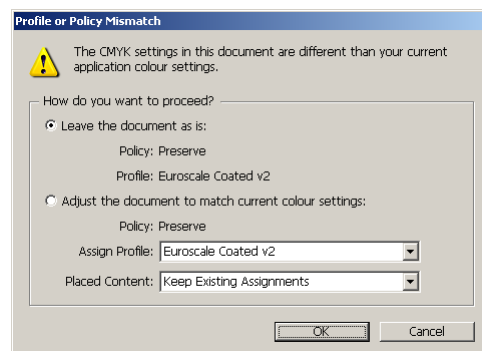 Profile or Policy Mismatch
The CMYK settings in this document are different than your current
application colour settings.
How do you want to proceed?
Leave the document as is:
Policy: Preserve
Profile: Euroscale Coated v2
Adjust the document to match current colour settings:
Policy: Preserve
Assign Profile: Euroscale Coated v2
Placed Content: Keep Existing Assignments
OK Cancel